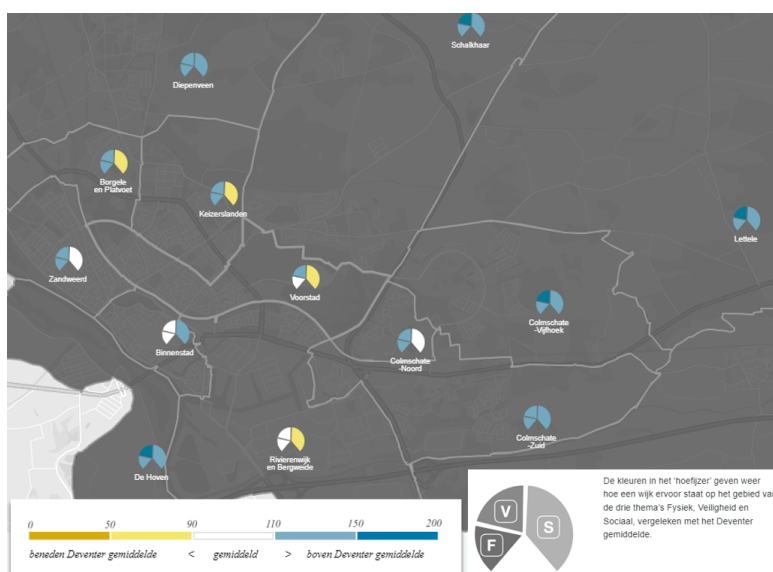 Schalkhaar
Diepenveen
Borgele
en Platvoet
Keizerslanden
Lettele
Zandweerd
Voorstad
Colmschate
-Vijfhoek
Binnenstad
Colmschate
-Noord
Colmschate
-Zuid
De Hoven
Rivierenwijk
en Bergweide
0 50 90 110 150 200
beneden Deventer gemiddelde < gemiddeld > boven Deventer gemiddelde
V
S
F
De kleuren in het 'hoefijzer' geven weer
hoe een wijk ervoor staat op het gebied van
de drie thema's Fysiek, Veiligheid en
Sociaal, vergeleken met het Deventer
gemiddelde.